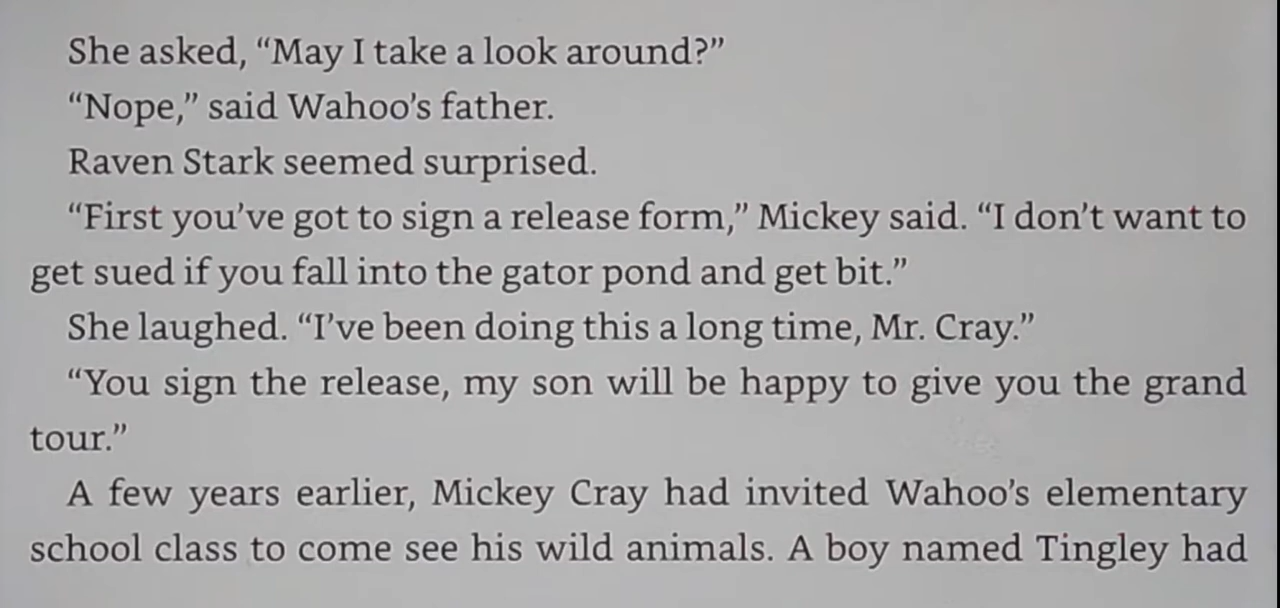 She asked, “May I take a look around?”
“Nope,” said Wahoo’s father.
Raven Stark seemed surprised.
“First you’ve got to sign a release form,” Mickey said. “I don’t want to
get sued if you fall into the gator pond and get bit.”
She laughed. “I’ve been doing this a long time, Mr. Cray.”
“You sign the release, my son will be happy to give you the grand
tour.”
A few years earlier, Mickey Cray had invited Wahoo’s elementary
school class to come see his wild animals. A boy named Tingley had